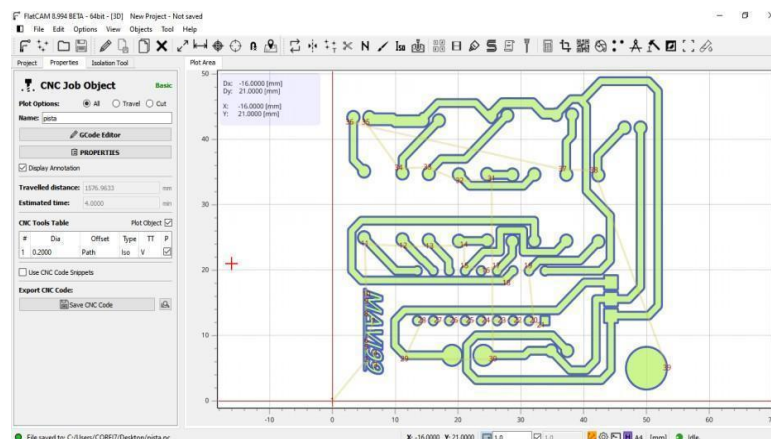 FlatCAM 8.994 BETA - 64bit - [3D] New Project - Not saved
File Edit Options View Objects Tool Help
Project Properties Isolation Tool
Plot Area
CNC Job Object Basic
Plot Options: All Travel Cut
Name: pista
GCode Editor
PROPERTIES
Display Annotation
Travelled distance: 1576.9633 mm
Estimated time: 4.0000 min
CNC Tools Table Plot Object
# Dia Offset Type TT P
1 0.2000 Path Iso V
Use CNC Code Snippets
Export CNC Code:
Save CNC Code
Dx: -16.0000 [mm]
Dy: 21.0000 [mm]
X: -16.0000 [mm]
Y: 21.0000 [mm]
50
40
30
20
10
0
-10 0 10 20 30 40 50 60
MAVI99
File saved to: C:/Users/COREI7/Desktop/pista.nc
X: -16.0000 Y: 21.0000 1.0 1.0 A4 [mm] Idle